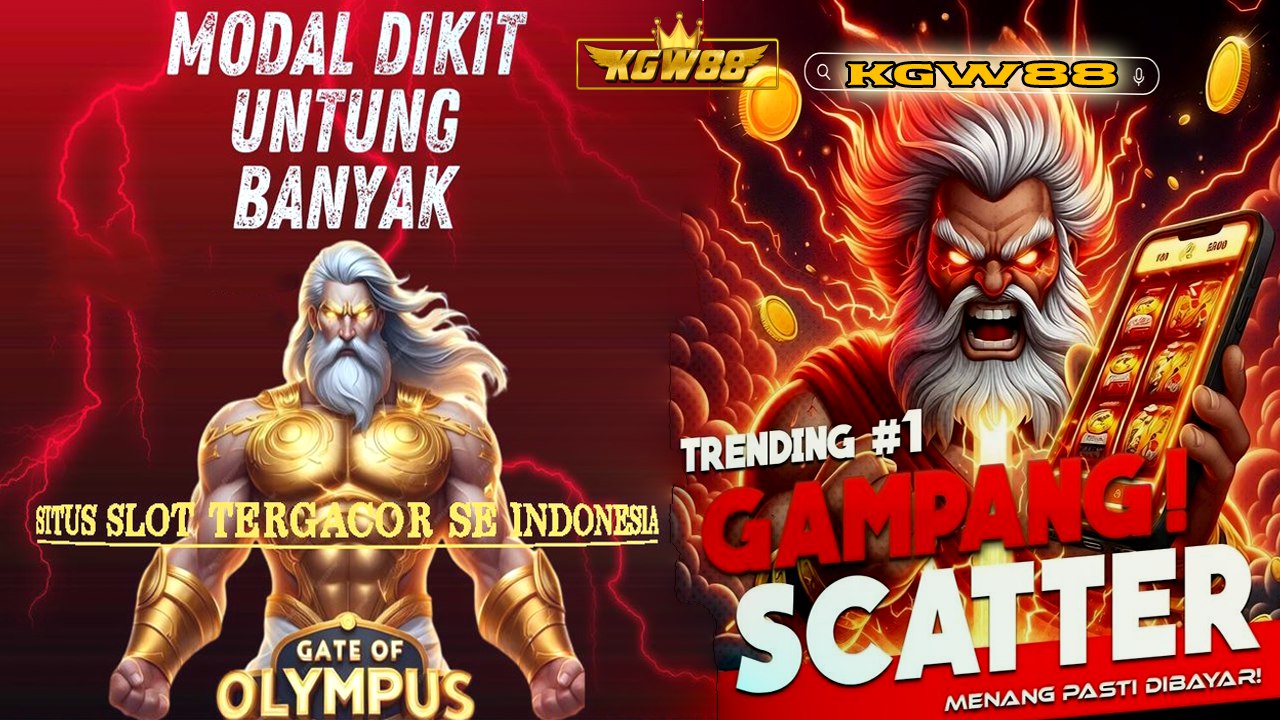 MODAL DIKIT
UNTUNG
BANYAK
KGW88
KGW88
SITUS SLOT TERGACOR SE INDONESIA
GATE OF
OLYMPUS
TRENDING #1
GAMPANG!
SCATTER
MENANG PASTI DIBAYAR!